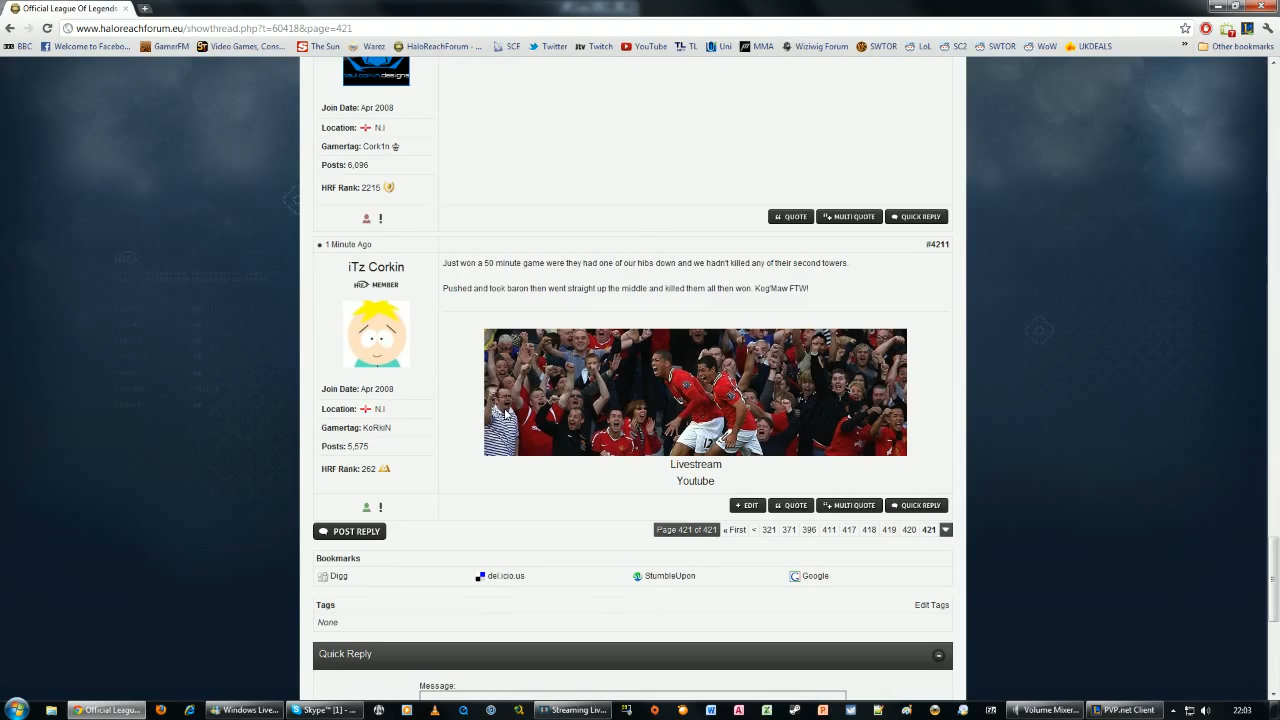 Official League Of Legends
www.haloreachforum.eu/showthread.php?t=60418&page=421
BBC Welcome to Facebo... GamerFM Video Games, Cons... The Sun Warez HaloReachForum - ... SCF Twitter Twitch YouTube TL Uni MMA Wiziwig Forum SWTOR LoL SC2 SWTOR WoW UKDEALS » Other bookmarks
paul corkin designs
Join Date: Apr 2008
Location: N.I
Gamertag: Cork1n
Posts: 6,096
HRF Rank: 2215
QUOTE MULTI QUOTE QUICK REPLY
1 Minute Ago #4211
iTz Corkin
MEMBER
Just won a 50 minute game were they had one of our hibs down and we hadn't killed any of their second towers.
Pushed and took baron then went straight up the middle and killed them all then won. Kog'Maw FTW!
Join Date: Apr 2008
Location: N.I
Gamertag: KoRkiN
Posts: 5,575
HRF Rank: 262
Livestream
Youtube
+ EDIT QUOTE MULTI QUOTE QUICK REPLY
POST REPLY
Page 421 of 421 « First < 321 371 396 411 417 418 419 420 421
Bookmarks
Digg del.icio.us StumbleUpon Google
Tags Edit Tags
None
Quick Reply
Message:
Official Leagu... Windows Live... Skype™ [1] - ... Streaming Liv... Volume Mixer... PVP.net Client 22:03